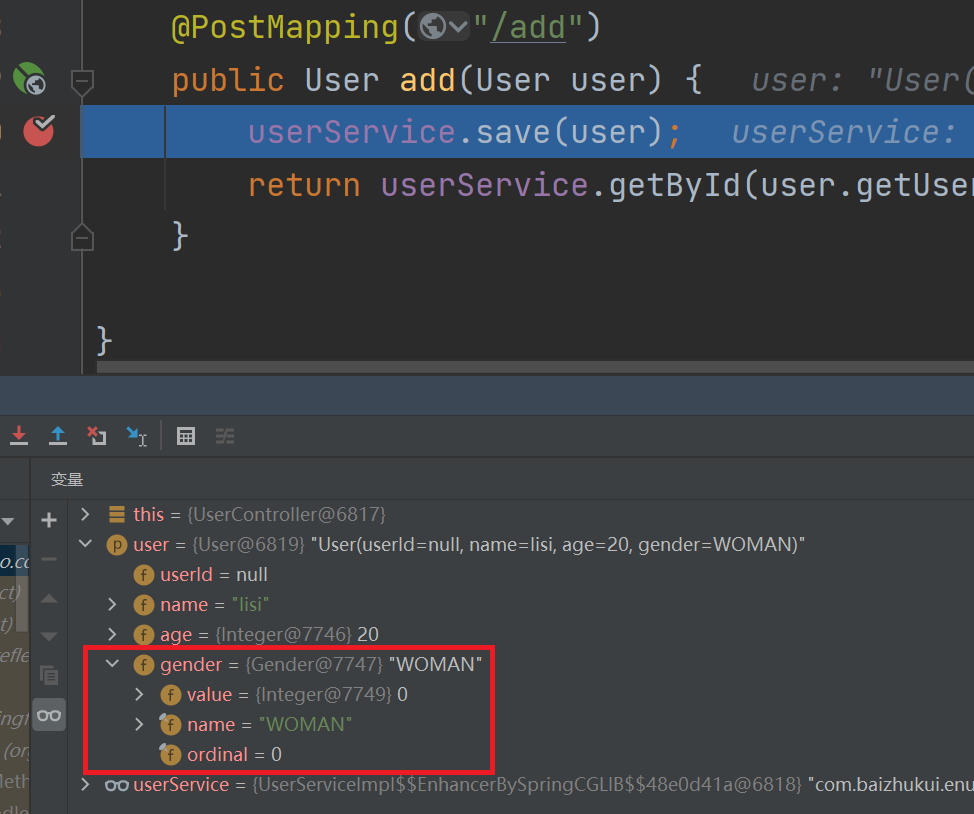 @PostMapping("/add")
public User add(User user) { user: "User(
userService.save(user); userService:
return userService.getById(user.getUser
}
}
变量
this = {UserController@6817}
user = {User@6819} "User(userId=null, name=lisi, age=20, gender=WOMAN)"
userId = null
name = "lisi"
age = {Integer@7746} 20
gender = {Gender@7747} "WOMAN"
value = {Integer@7749} 0
name = "WOMAN"
ordinal = 0
userService = {UserServiceImpl$$EnhancerBySpringCGLIB$$48e0d41a@6818} "com.baizhukui.enu